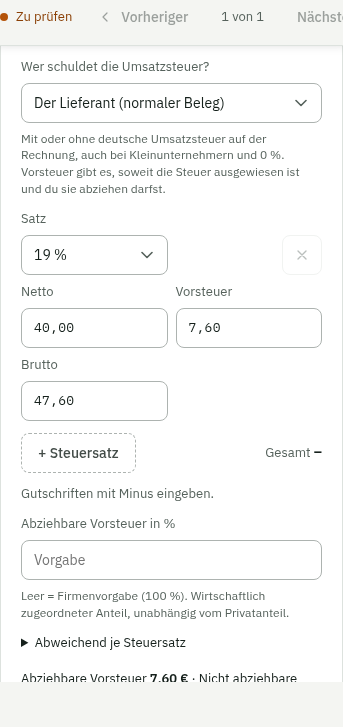 Zu prüfen
Vorheriger
1 von 1
Nächst
Wer schuldet die Umsatzsteuer?
Der Lieferant (normaler Beleg)
Mit oder ohne deutsche Umsatzsteuer auf der
Rechnung, auch bei Kleinunternehmern und 0 %.
Vorsteuer gibt es, soweit die Steuer ausgewiesen ist
und du sie abziehen darfst.
Satz
19 %
Netto Vorsteuer
40,00 7,60
Brutto
47,60
+ Steuersatz
Gesamt –
Gutschriften mit Minus eingeben.
Abziehbare Vorsteuer in %
Vorgabe
Leer = Firmenvorgabe (100 %). Wirtschaftlich
zugeordneter Anteil, unabhängig vom Privatanteil.
Abweichend je Steuersatz
Abziehbare Vorsteuer 7,60 € · Nicht abziehbare